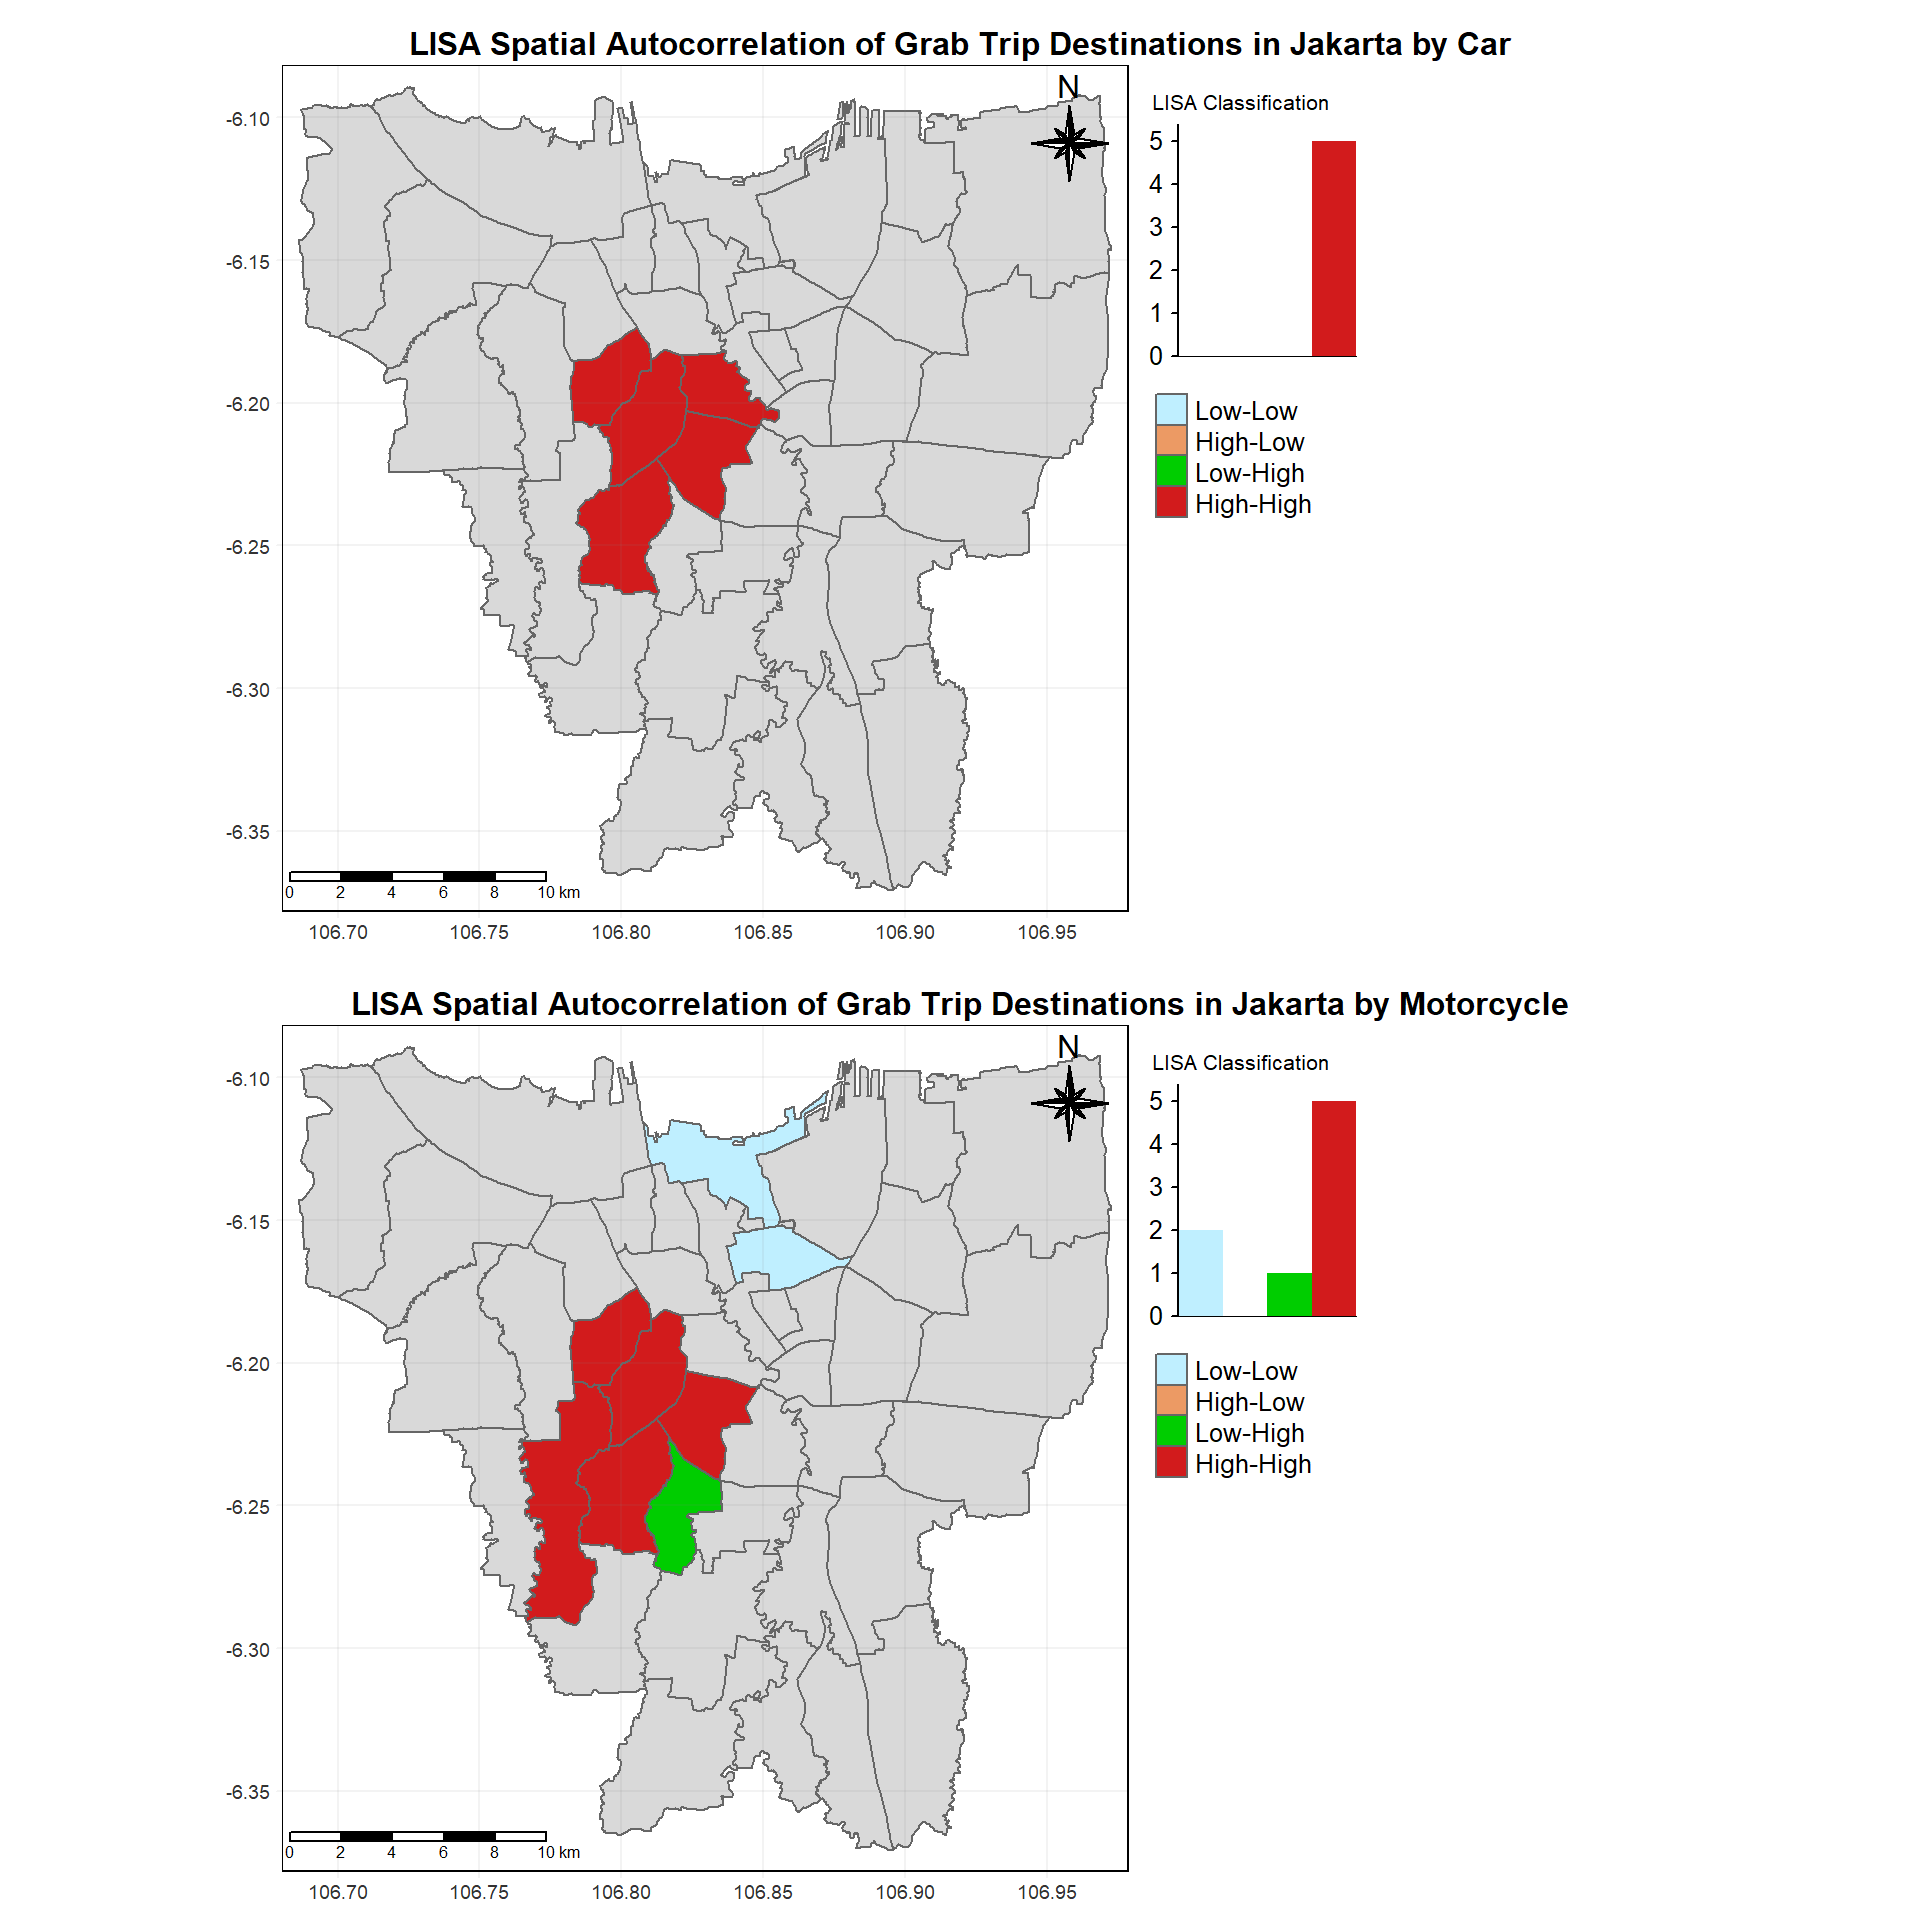 LISA Spatial Autocorrelation of Grab Trip Destinations in Jakarta by Car
N
-6.10
-6.15
-6.20
-6.25
-6.30
-6.35
0 2 4 6 8 10 km
106.70 106.75 106.80 106.85 106.90 106.95
LISA Classification
5
4
3
2
1
0
Low-Low
High-Low
Low-High
High-High
LISA Spatial Autocorrelation of Grab Trip Destinations in Jakarta by Motorcycle
N
-6.10
-6.15
-6.20
-6.25
-6.30
-6.35
0 2 4 6 8 10 km
106.70 106.75 106.80 106.85 106.90 106.95
LISA Classification
5
4
3
2
1
0
Low-Low
High-Low
Low-High
High-High